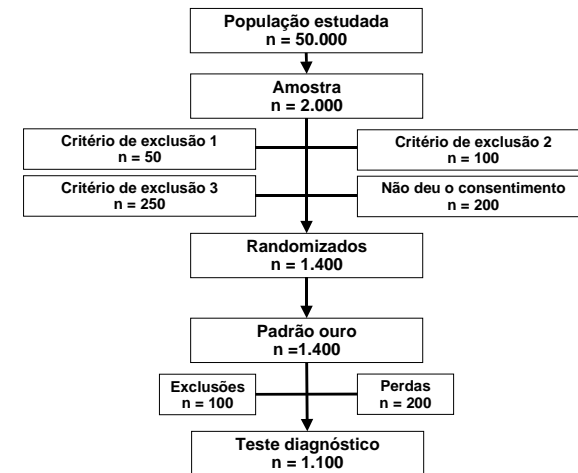 População estudada
n = 50.000
Amostra
n = 2.000
Critério de exclusão 1
n = 50
Critério de exclusão 2
n = 100
Critério de exclusão 3
n = 250
Não deu o consentimento
n = 200
Randomizados
n = 1.400
Padrão ouro
n =1.400
Exclusões
n = 100
Perdas
n = 200
Teste diagnóstico
n = 1.100